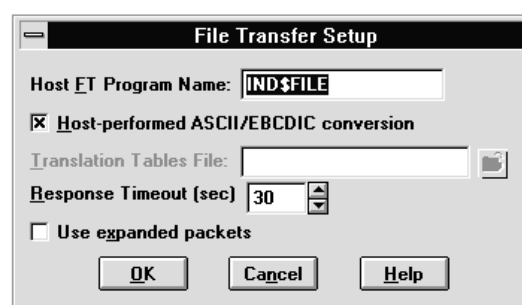 File Transfer Setup
Host FT Program Name: IND$FILE
Host-performed ASCII/EBCDIC conversion
Translation Tables File:
Response Timeout (sec) 30
Use expanded packets
OK Cancel Help